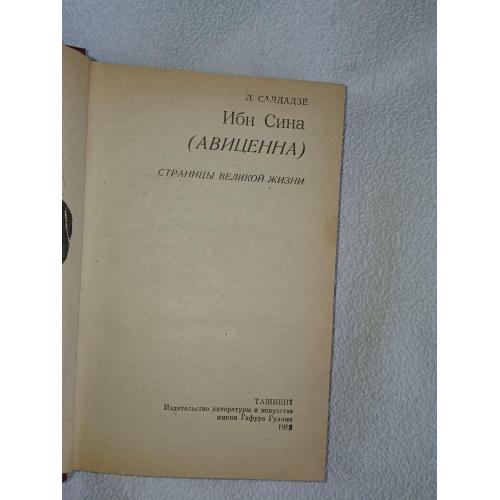 Л. САЛДАДЗЕ
Ибн Сина
(АВИЦЕННА)
СТРАНИЦЫ ВЕЛИКОЙ ЖИЗНИ
ТАШКЕНТ
Издательство литературы и искусства
имени Гафура Гуляма